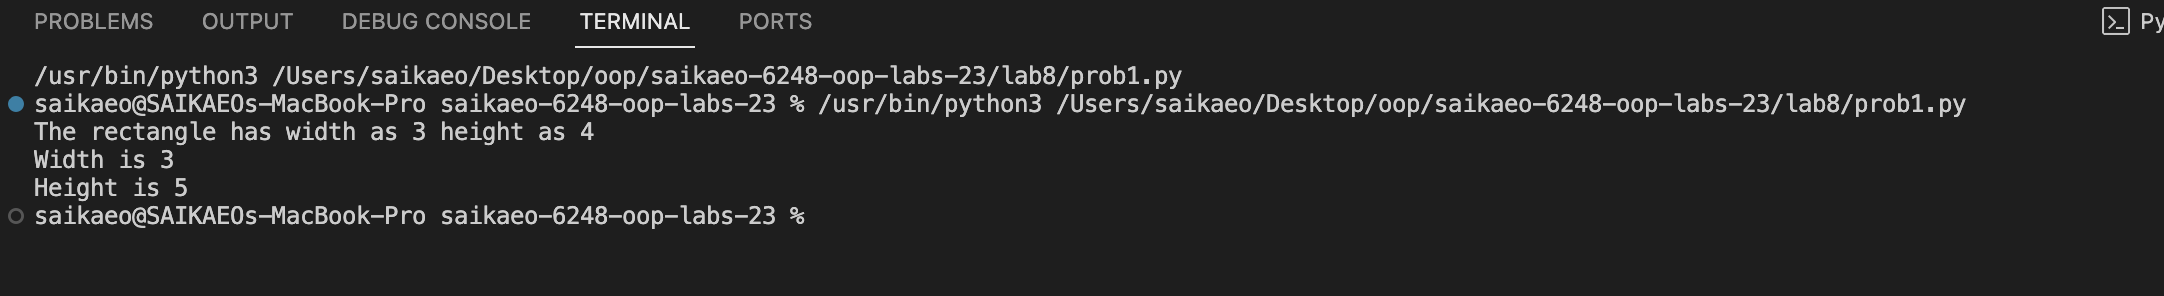 PROBLEMS OUTPUT DEBUG CONSOLE TERMINAL PORTS Py
/usr/bin/python3 /Users/saikaeo/Desktop/oop/saikaeo-6248-oop-labs-23/lab8/prob1.py
saikaeo@SAIKAEOs-MacBook-Pro saikaeo-6248-oop-labs-23 % /usr/bin/python3 /Users/saikaeo/Desktop/oop/saikaeo-6248-oop-labs-23/lab8/prob1.py
The rectangle has width as 3 height as 4
Width is 3
Height is 5
saikaeo@SAIKAEOs-MacBook-Pro saikaeo-6248-oop-labs-23 %